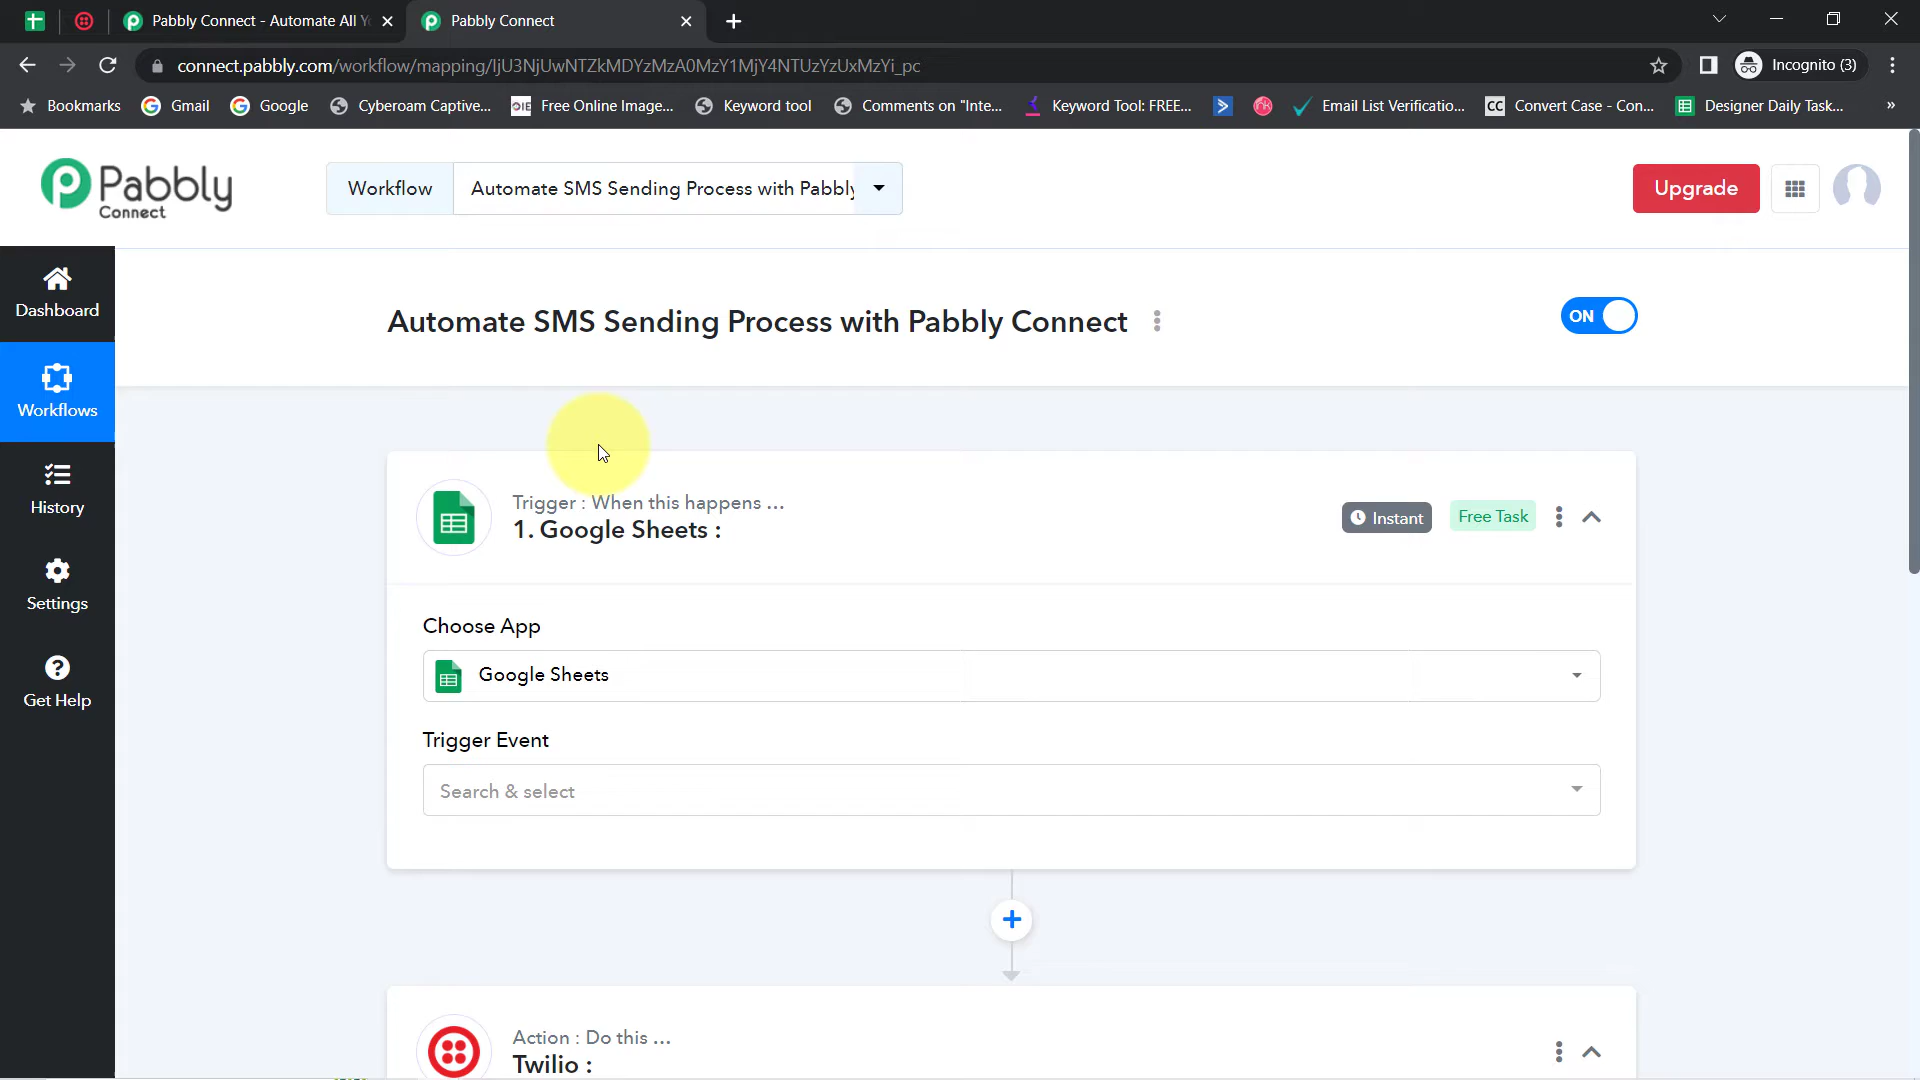 Pabbly Connect - Automate All Y
Pabbly Connect
connect.pabbly.com/workflow/mapping/IjU3NjUwNTZkMDYzMzA0MzY1MjY4NTUzYzUxMzYi_pc
Incognito (3)
Bookmarks
Gmail
Google
Cyberoam Captive...
OIE Free Online Image...
Keyword tool
Comments on "Inte...
Keyword Tool: FREE...
Email List Verificatio...
CC Convert Case - Con...
Designer Daily Task...
»
Pabbly
Connect
Workflow
Automate SMS Sending Process with Pabbly
Upgrade
Dashboard
Workflows
History
Settings
Get Help
Automate SMS Sending Process with Pabbly Connect
ON
Trigger : When this happens ...
1. Google Sheets :
Instant
Free Task
Choose App
Google Sheets
Trigger Event
Search & select
Action : Do this ...
Twilio :